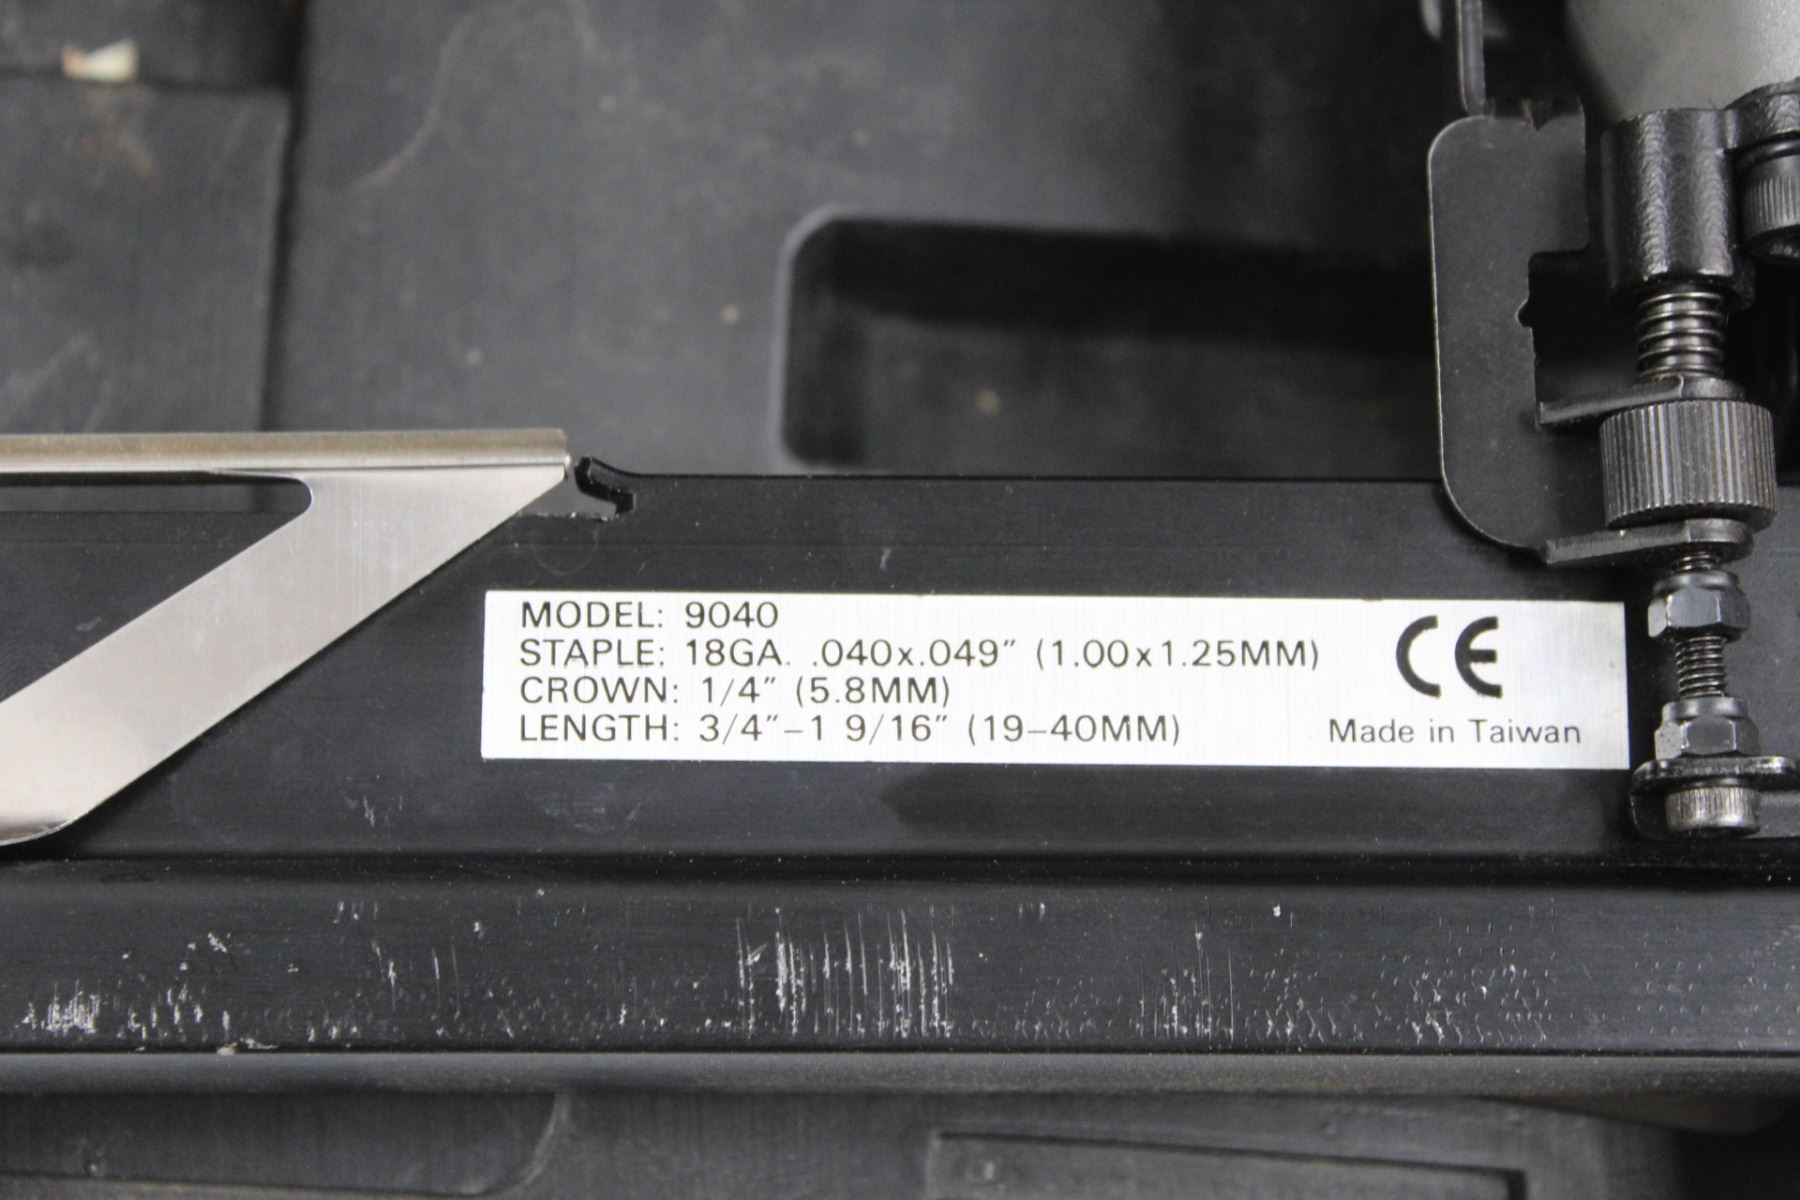 MODEL: 9040
STAPLE: 18GA. .040x.049" (1.00x1.25MM)
CROWN: 1/4" (5.8MM)
LENGTH: 3/4"-1 9/16" (19-40MM)
CE
Made in Taiwan